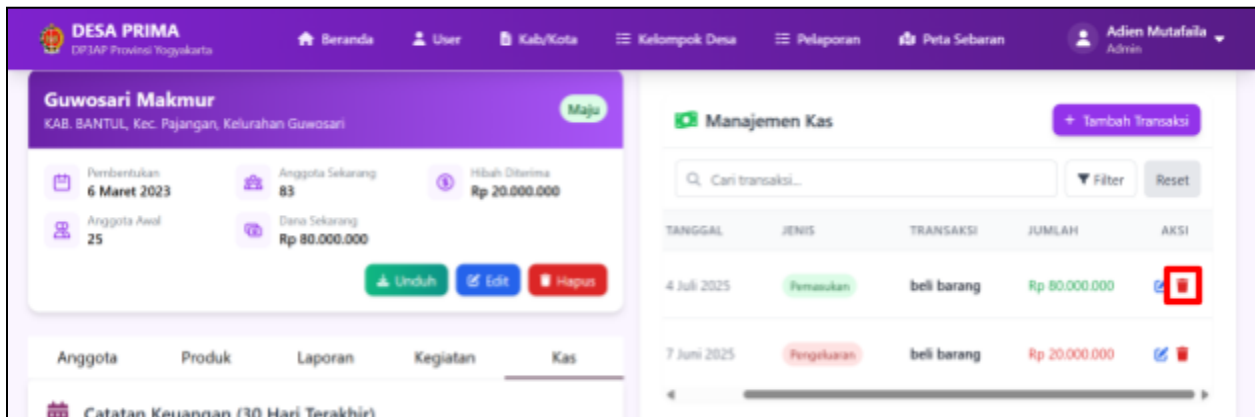 DESA PRIMA
DP3AP Provinsi Yogyakarta
Beranda
User
Kab/Kota
Kelompok Desa
Pelaporan
Peta Sebaran
Adien Mutafaila
Admin
Guwosari Makmur
KAB. BANTUL, Kec. Pajangan, Kelurahan Guwosari
Maju
Pembentukan
6 Maret 2023
Anggota Sekarang
83
Hibah Diterima
Rp 20.000.000
Anggota Awal
25
Dana Sekarang
Rp 80.000.000
Unduh
Edit
Hapus
Anggota
Produk
Laporan
Kegiatan
Kas
Catatan Keuangan (30 Hari Terakhir)
Manajemen Kas
+ Tambah Transaksi
Cari transaksi...
Filter
Reset
TANGGAL JENIS TRANSAKSI JUMLAH AKSI
4 Juli 2025 Pemasukan beli barang Rp 80.000.000
7 Juni 2025 Pengeluaran beli barang Rp 20.000.000